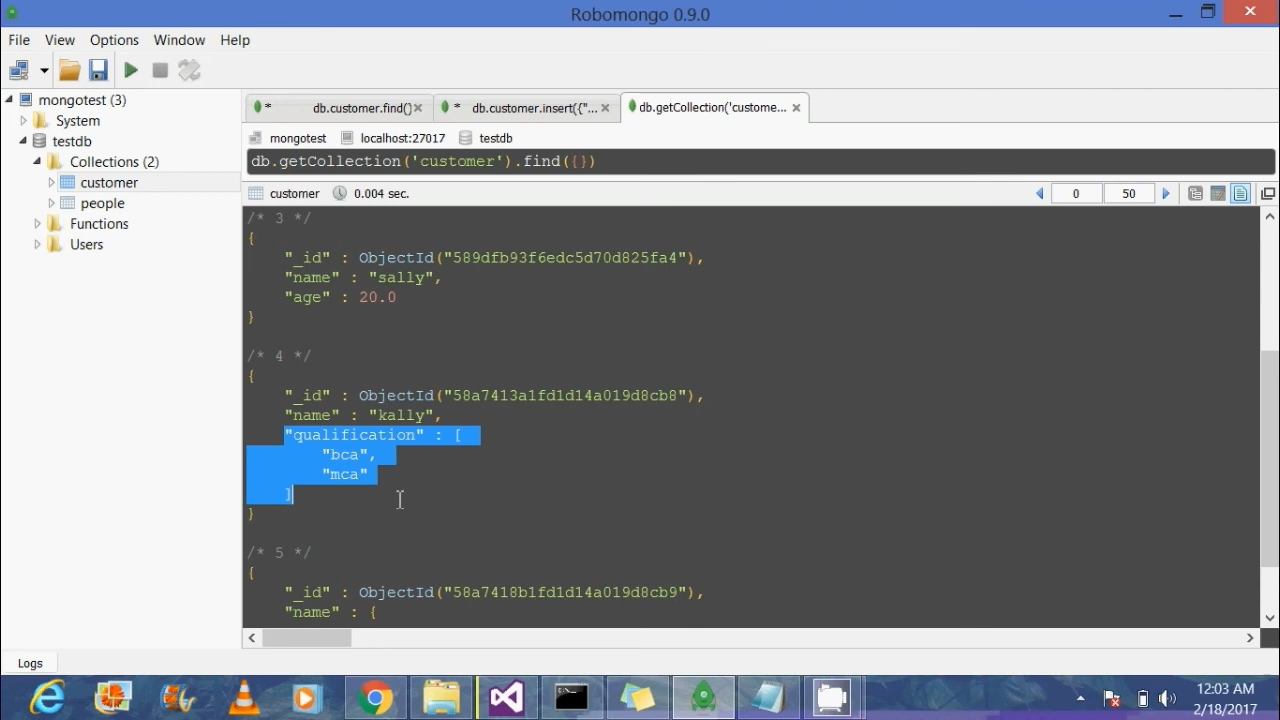 Robomongo 0.9.0
File View Options Window Help
mongotest (3)
System
testdb
Collections (2)
customer
people
Functions
Users
* db.customer.find() * db.customer.insert({"... db.getCollection('custome...
mongotest localhost:27017 testdb
db.getCollection('customer').find({})
customer 0.004 sec. 0 50
/* 3 */
{
"_id" : ObjectId("589dfb93f6edc5d70d825fa4"),
"name" : "sally",
"age" : 20.0
}
/* 4 */
{
"_id" : ObjectId("58a7413a1fd1d14a019d8cb8"),
"name" : "kally",
"qualification" : [
"bca",
"mca"
]
}
/* 5 */
{
"_id" : ObjectId("58a7418b1fd1d14a019d8cb9"),
"name" : {
Logs
12:03 AM
2/18/2017